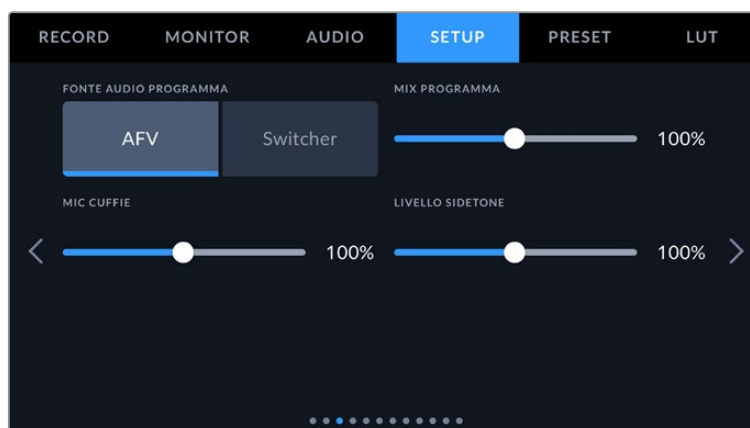 RECORD MONITOR AUDIO SETUP PRESET LUT
FONTE AUDIO PROGRAMMA MIX PROGRAMMA
AFV Switcher 100%
MIC CUFFIE LIVELLO SIDETONE
100% 100%